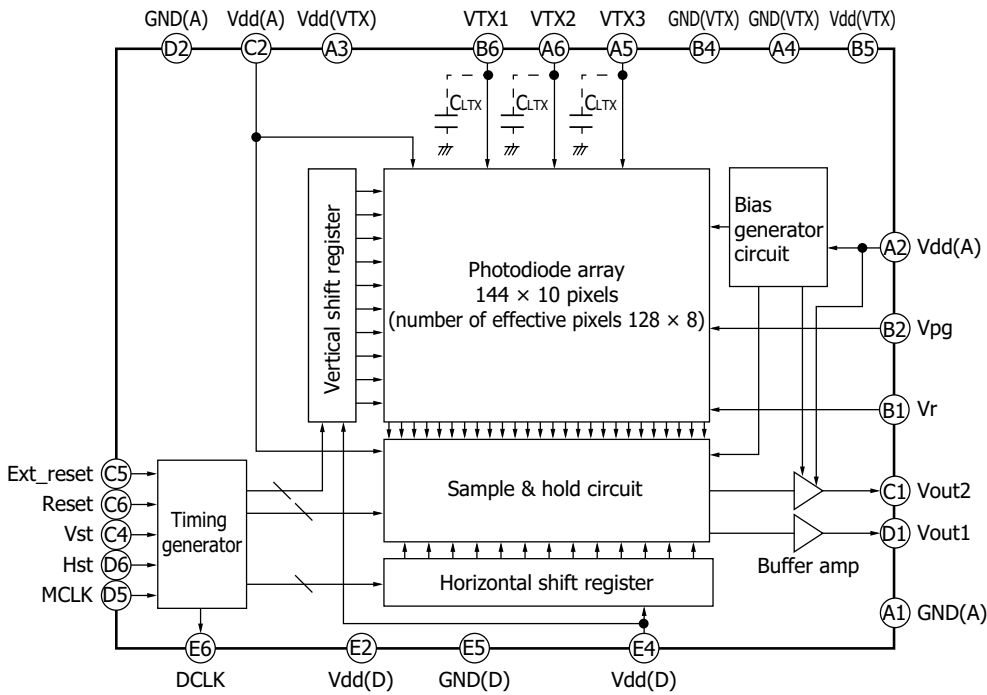 GND(A) Vdd(A) Vdd(VTX) VTX1 VTX2 VTX3 GND(VTX) GND(VTX) Vdd(VTX)
D2 C2 A3 B6 A6 A5 B4 A4 B5
CLTX CLTX CLTX
Vertical shift register
Photodiode array
144 × 10 pixels
(number of effective pixels 128 × 8)
Bias
generator
circuit
A2 Vdd(A)
B2 Vpg
B1 Vr
Ext_reset C5
Reset C6
Vst C4
Hst D6
MCLK D5
Timing
generator
Sample & hold circuit
C1 Vout2
D1 Vout1
Buffer amp
Horizontal shift register
A1 GND(A)
E6 E2 E5 E4
DCLK Vdd(D) GND(D) Vdd(D)